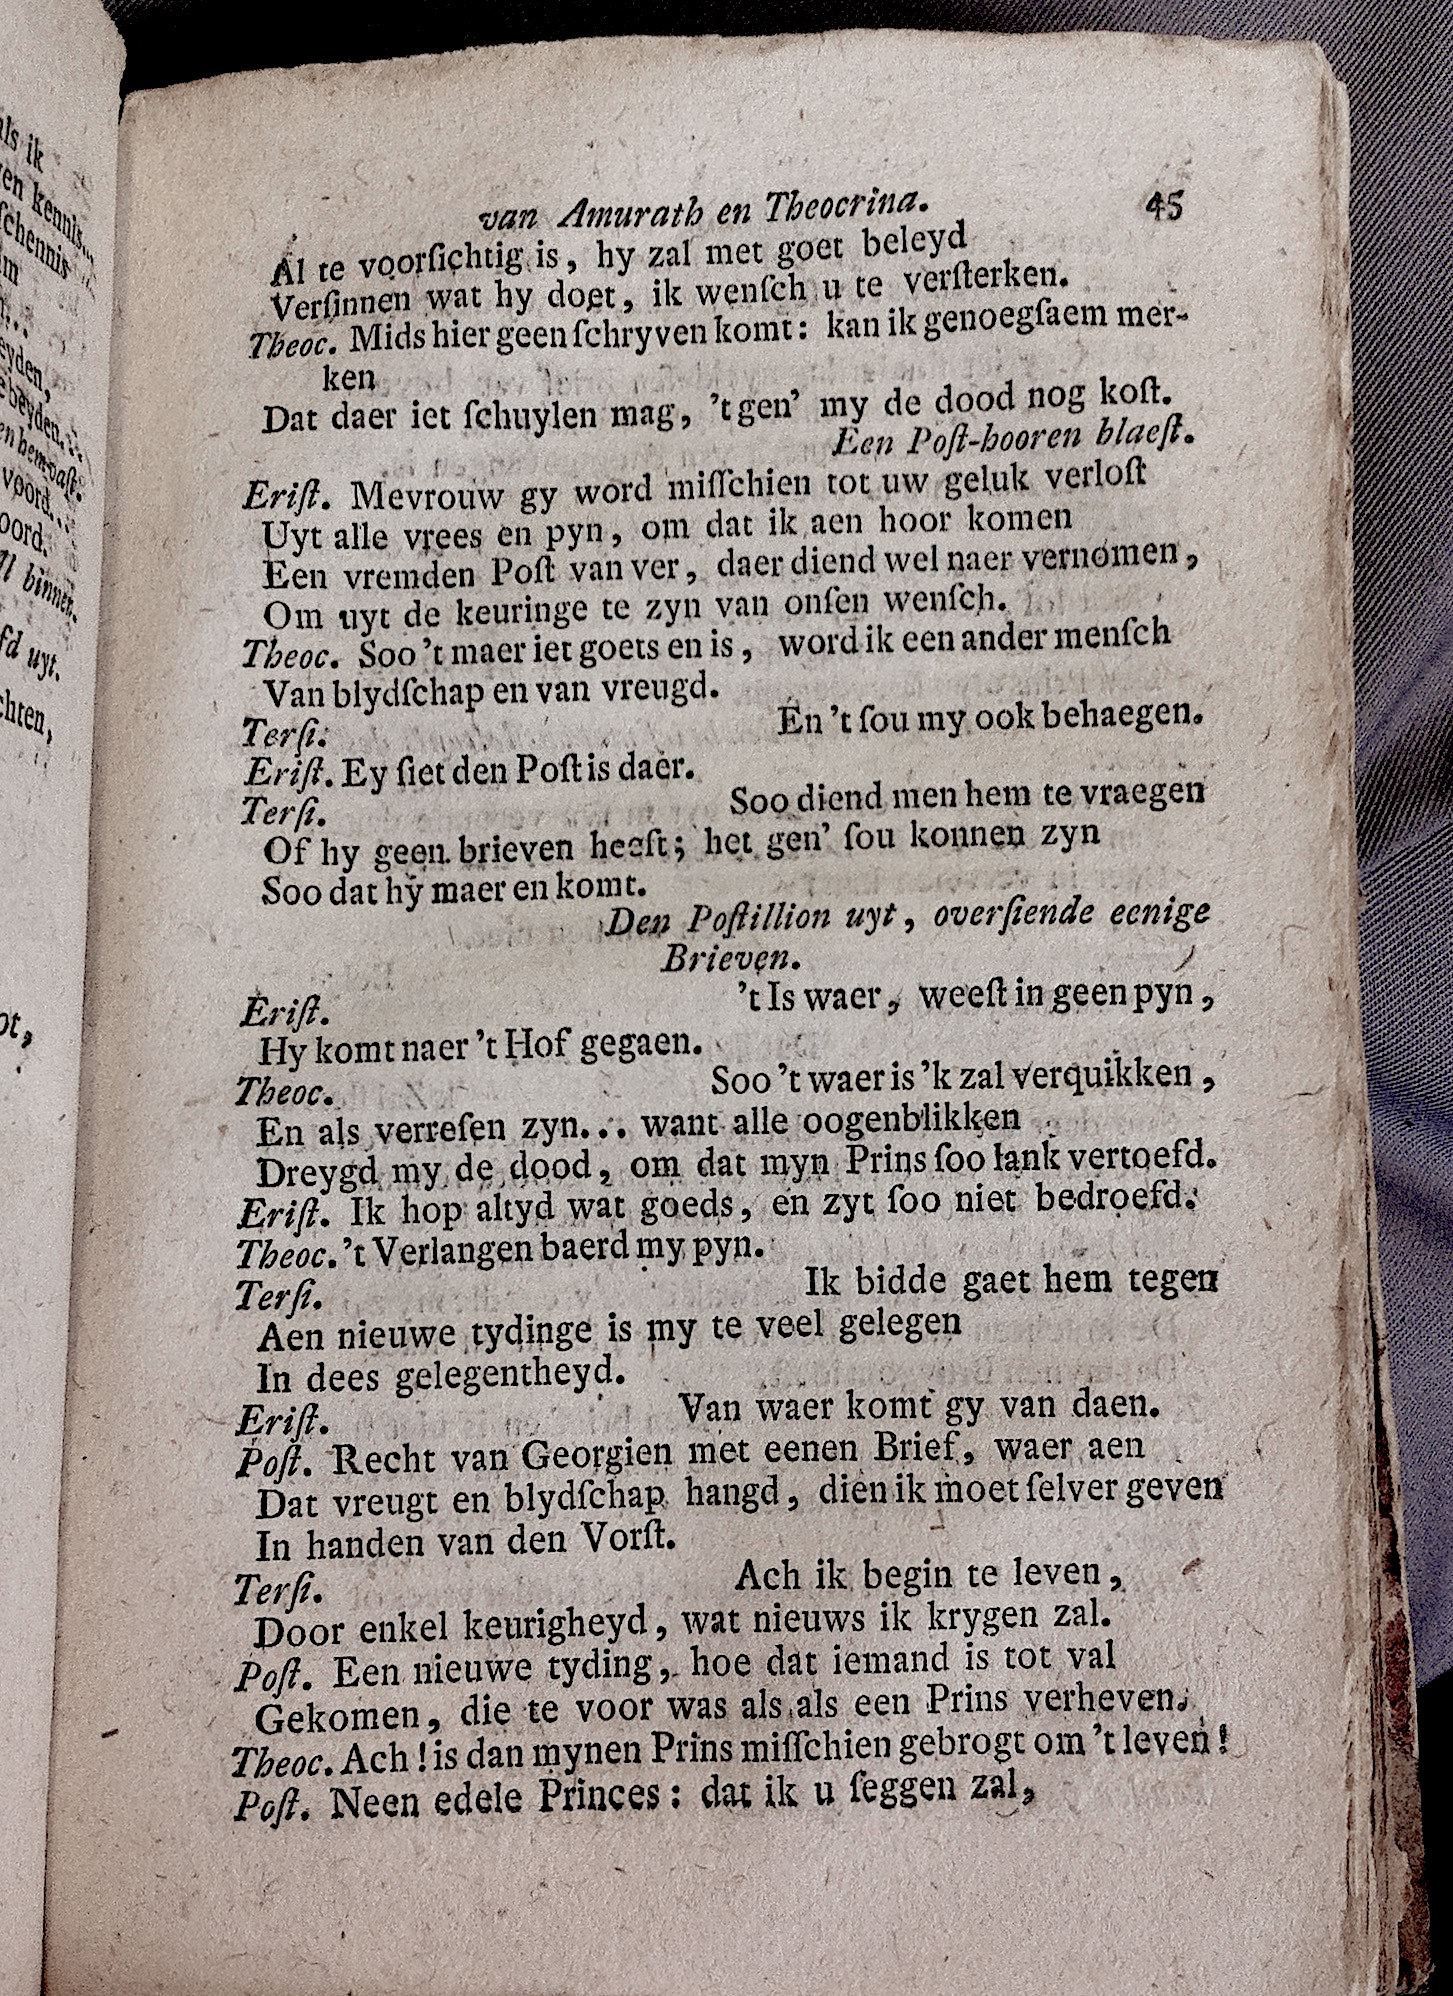 van Amurath en Theocrina. 45
Al te voorſichtig is, hy zal met goet beleyd
Verſinnen wat hy doet, ik wenſch u te verſterken.
Theoc. Mids hier geen ſchryven komt: kan ik genoegſaem mer-
ken
Dat daer iet ſchuylen mag, 't gen' my de dood nog koſt.
Een Poſt-hooren blaeſt.
Eriſt. Mevrouw gy word miſſchien tot uw geluk verloſt
Uyt alle vrees en pyn, om dat ik aen hoor komen
Een vremden Poſt van ver, daer diend wel naer vernomen,
Om uyt de keuringe te zyn van onſen wenſch.
Theoc. Soo 't maer iet goets en is, word ik een ander menſch
Van blydſchap en van vreugd.
Terſi. En 't ſou my ook behaegen.
Eriſt. Ey ſiet den Poſt is daer.
Terſi. Soo diend men hem te vraegen
Of hy geen brieven heeft; het gen' ſou konnen zyn
Soo dat hy maer en komt.
Den Poſtillion uyt, overſiende eenige
Brieven.
Eriſt. 't Is waer, weeſt in geen pyn,
Hy komt naer 't Hof gegaen.
Theoc. Soo 't waer is 'k zal verquikken,
En als verreſen zyn... want alle oogenblikken
Dreygd my de dood, om dat myn Prins ſoo lank vertoefd.
Eriſt. Ik hop altyd wat goeds, en zyt ſoo niet bedroefd.
Theoc. 't Verlangen baerd my pyn.
Terſi. Ik bidde gaet hem tegen
Aen nieuwe tydinge is my te veel gelegen
In dees gelegentheyd.
Eriſt. Van waer komt gy van daen.
Poſt. Recht van Georgien met eenen Brief, waer aen
Dat vreugt en blydſchap hangd, dien ik moet ſelver geven
In handen van den Vorſt.
Terſi. Ach ik begin te leven,
Door enkel keurigheyd, wat nieuws ik krygen zal.
Poſt. Een nieuwe tyding, hoe dat iemand is tot val
Gekomen, die te voor was als als een Prins verheven.
Theoc. Ach! is dan mynen Prins miſſchien gebrogt om 't leven!
Poſt. Neen edele Princes: dat ik u ſeggen zal,